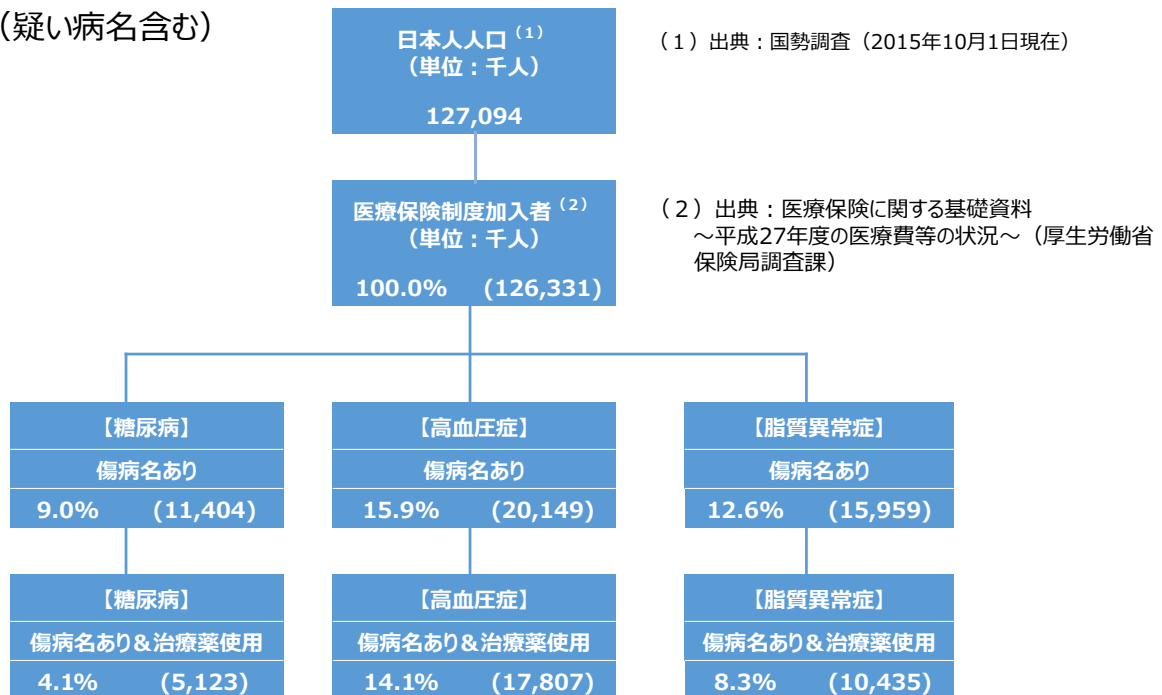 （疑い病名含む）
日本人人口（1）
（単位：千人）
127,094
（1）出典：国勢調査（2015年10月1日現在）
医療保険制度加入者（2）
（単位：千人）
100.0% (126,331)
（2）出典：医療保険に関する基礎資料
～平成27年度の医療費等の状況～（厚生労働省
保険局調査課）
【糖尿病】
傷病名あり
9.0% (11,404)
【高血圧症】
傷病名あり
15.9% (20,149)
【脂質異常症】
傷病名あり
12.6% (15,959)
【糖尿病】
傷病名あり&治療薬使用
4.1% (5,123)
【高血圧症】
傷病名あり&治療薬使用
14.1% (17,807)
【脂質異常症】
傷病名あり&治療薬使用
8.3% (10,435)